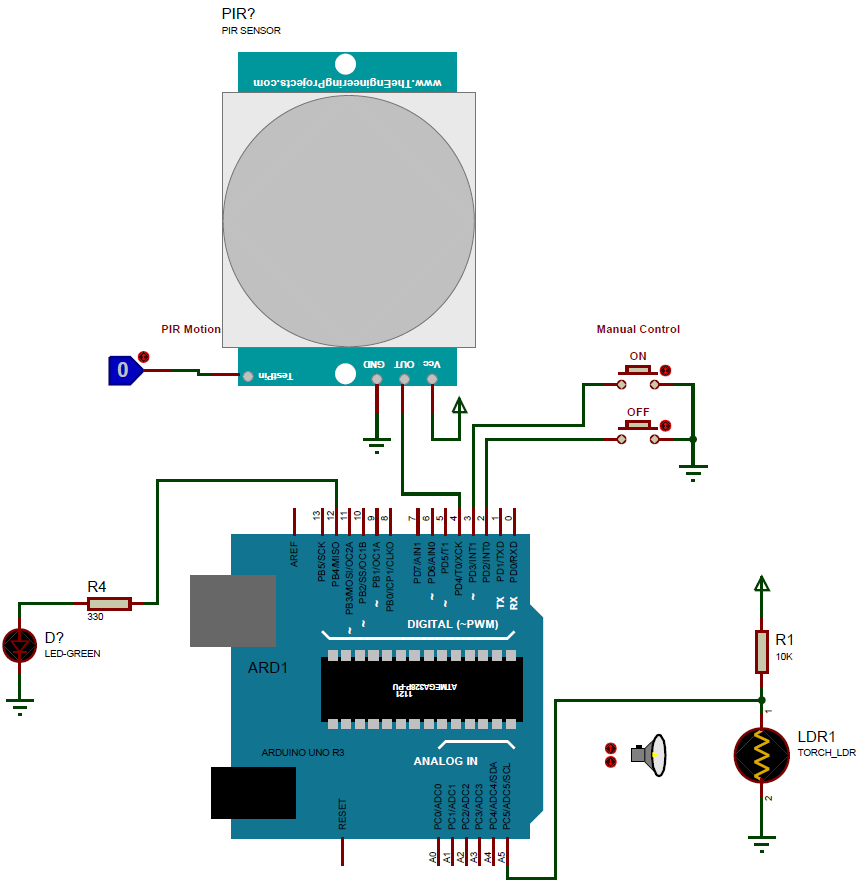 PIR?
PIR SENSOR
www.TheEngineeringProjects.com
PIR Motion
0
TestPin
GND
OUT
Vcc
Manual Control
ON
OFF
R4
330
D?
LED-GREEN
AREF
13
12
11
10
9
8
7
6
5
4
3
2
1
0
PB5/SCK
PB4/MISO
PB3/MOSI/OC2A
PB2/SS/OC1B
PB1/OC1A
PB0/ICP1/CLKO
PD7/AIN1
PD6/AIN0
PD5/T1
PD4/T0/XCK
PD3/INT1
PD2/INT0
PD1/TXD
PD0/RXD
~
~
~
~
~
~
TX
RX
DIGITAL (~PWM)
ARD1
ATMEGA328P-PU
1121
ARDUINO UNO R3
ANALOG IN
RESET
PC0/ADC0
PC1/ADC1
PC2/ADC2
PC3/ADC3
PC4/ADC4/SDA
PC5/ADC5/SCL
A0
A1
A2
A3
A4
A5
R1
10K
1
LDR1
TORCH_LDR
2